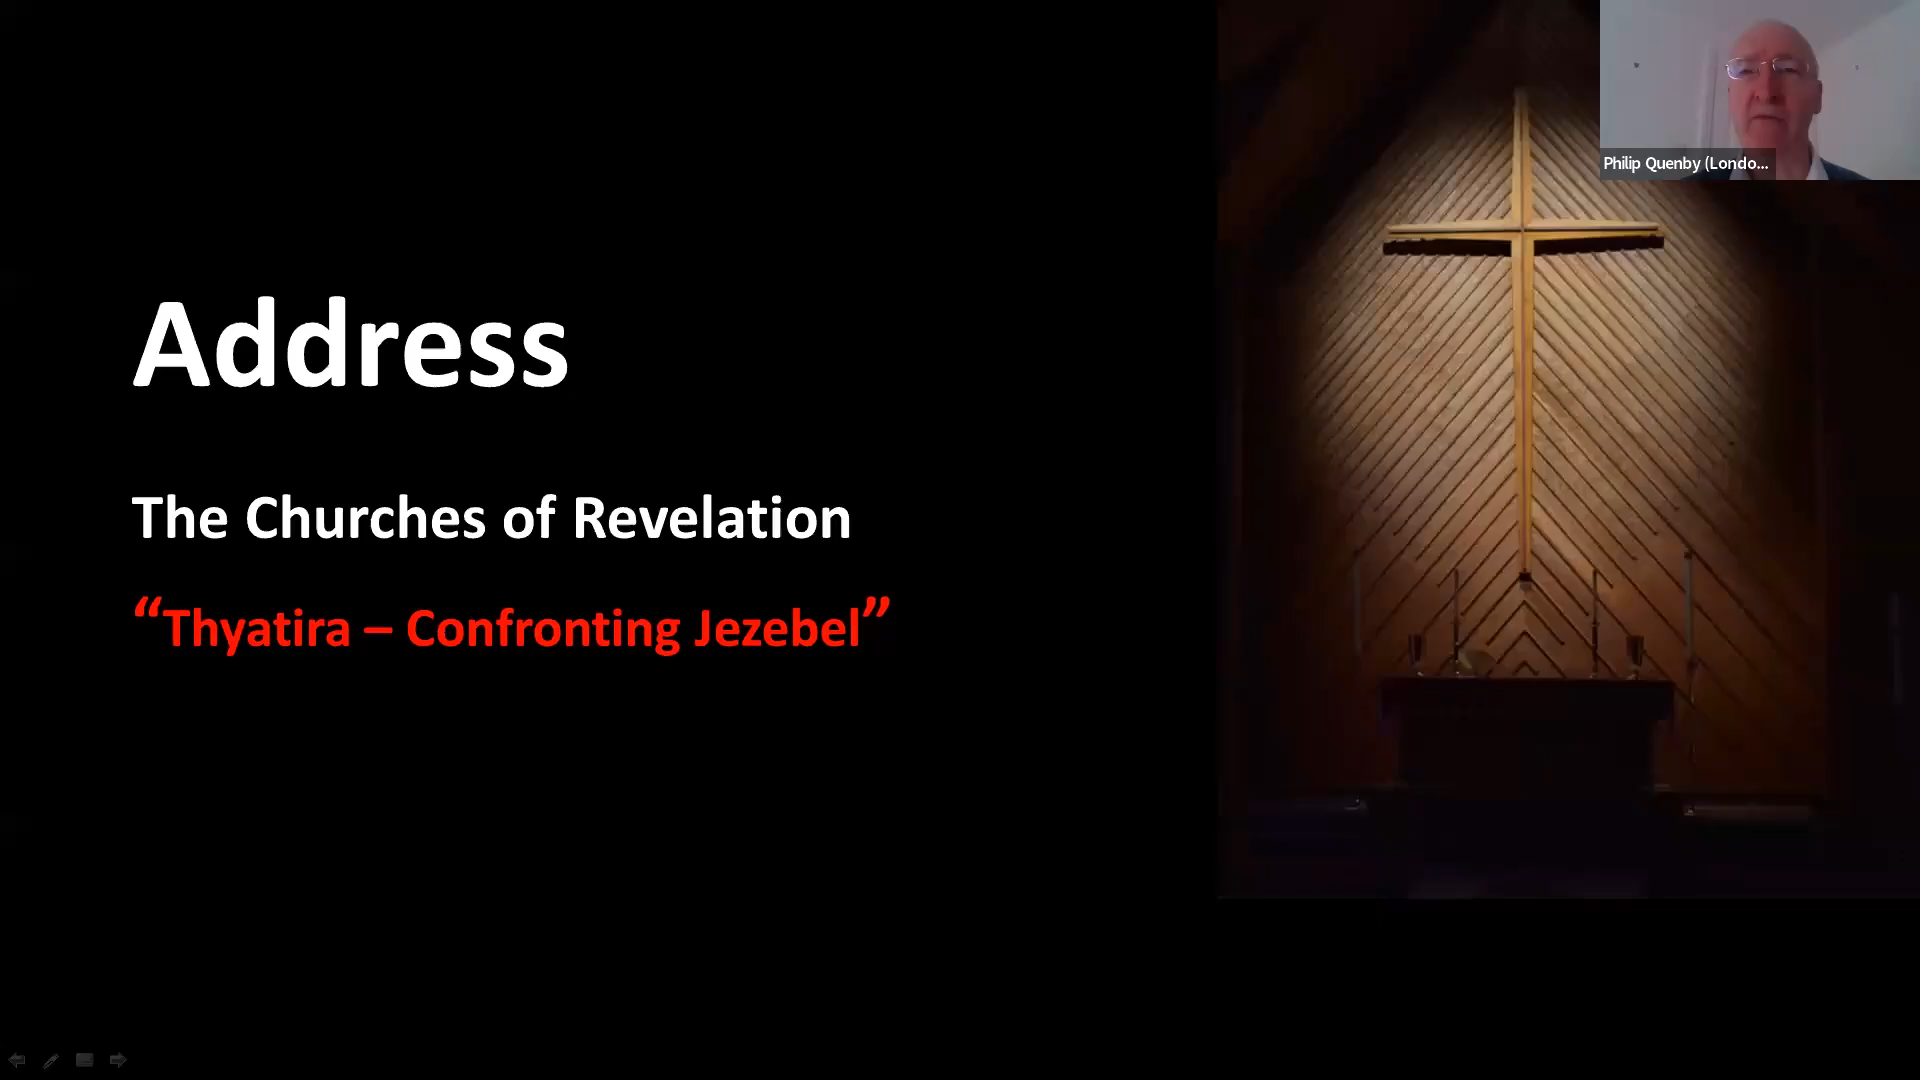 Philip Quenby (Londo...
Address
The Churches of Revelation
“Thyatira – Confronting Jezebel”